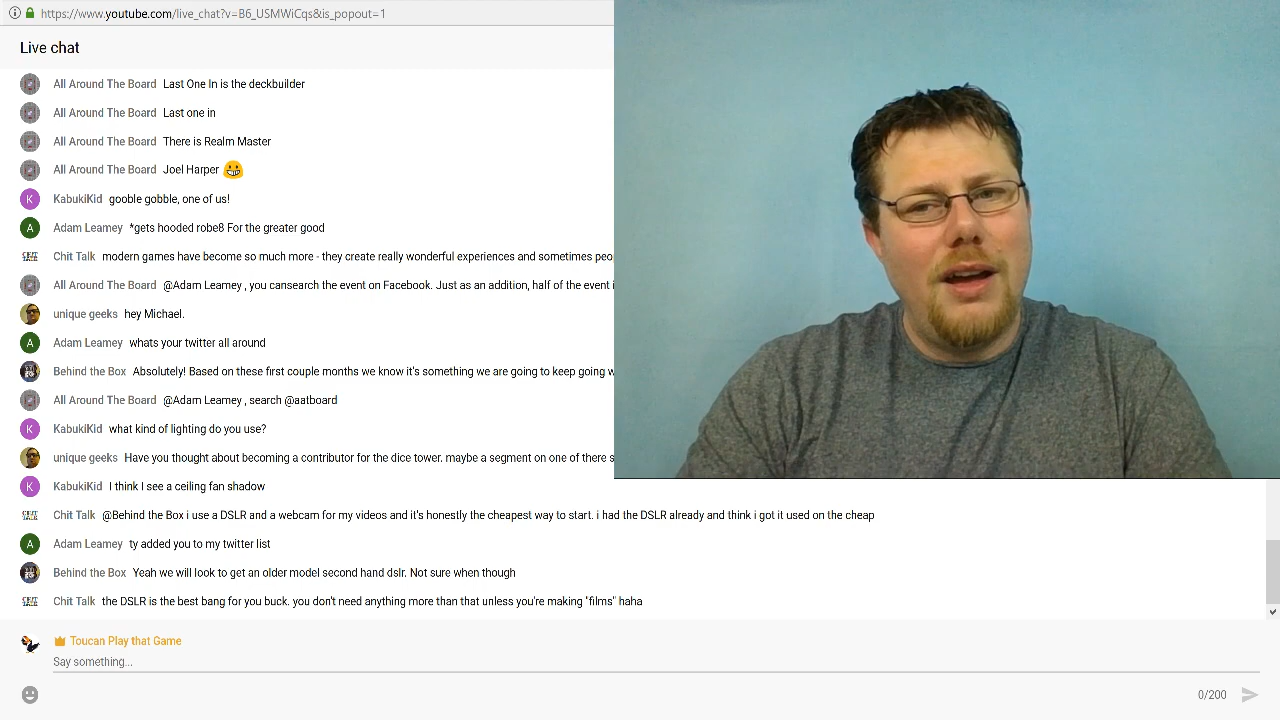 https://www.youtube.com/live_chat?v=B6_USMWiCqs&is_popout=1
Live chat
All Around The Board Last One In is the deckbuilder
All Around The Board Last one in
All Around The Board There is Realm Master
All Around The Board Joel Harper 😀
K KabukiKid gooble gobble, one of us!
A Adam Leamey *gets hooded robe8 For the greater good
Chit Talk modern games have become so much more - they create really wonderful experiences and sometimes peo
All Around The Board @Adam Leamey , you cansearch the event on Facebook. Just as an addition, half of the event i
unique geeks hey Michael.
A Adam Leamey whats your twitter all around
Behind the Box Absolutely! Based on these first couple months we know it's something we are going to keep going w
All Around The Board @Adam Leamey , search @aatboard
K KabukiKid what kind of lighting do you use?
unique geeks Have you thought about becoming a contributor for the dice tower. maybe a segment on one of there s
K KabukiKid I think I see a ceiling fan shadow
Chit Talk @Behind the Box i use a DSLR and a webcam for my videos and it's honestly the cheapest way to start. i had the DSLR already and think i got it used on the cheap
A Adam Leamey ty added you to my twitter list
Behind the Box Yeah we will look to get an older model second hand dslr. Not sure when though
Chit Talk the DSLR is the best bang for you buck. you don't need anything more than that unless you're making "films" haha
Toucan Play that Game
Say something...
0/200